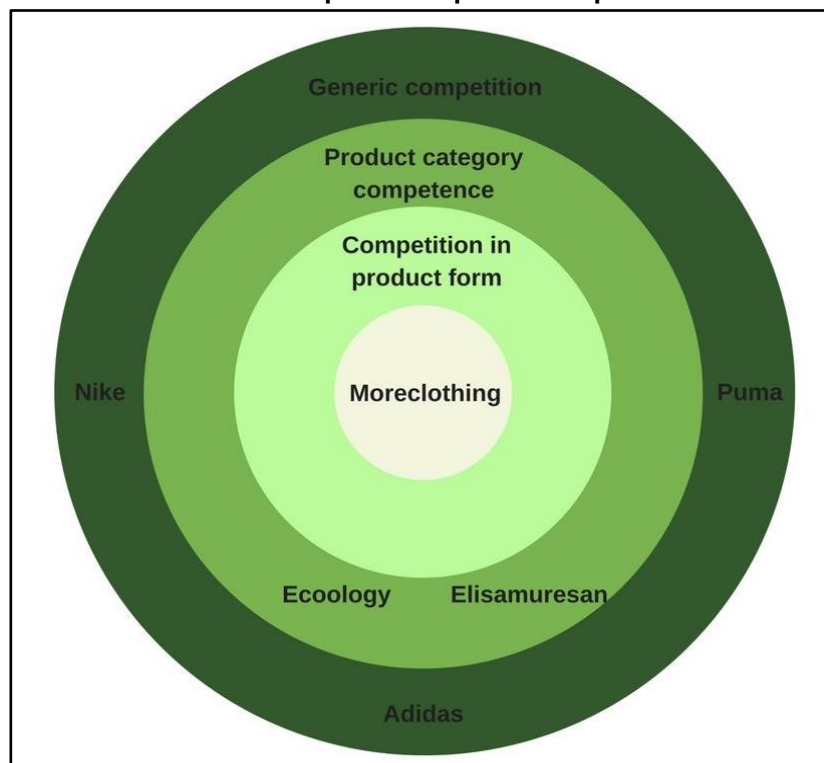 Generic competition
Product category
competence
Competition in
product form
Nike
Moreclothing
Puma
Ecoology
Elisamuresan
Adidas